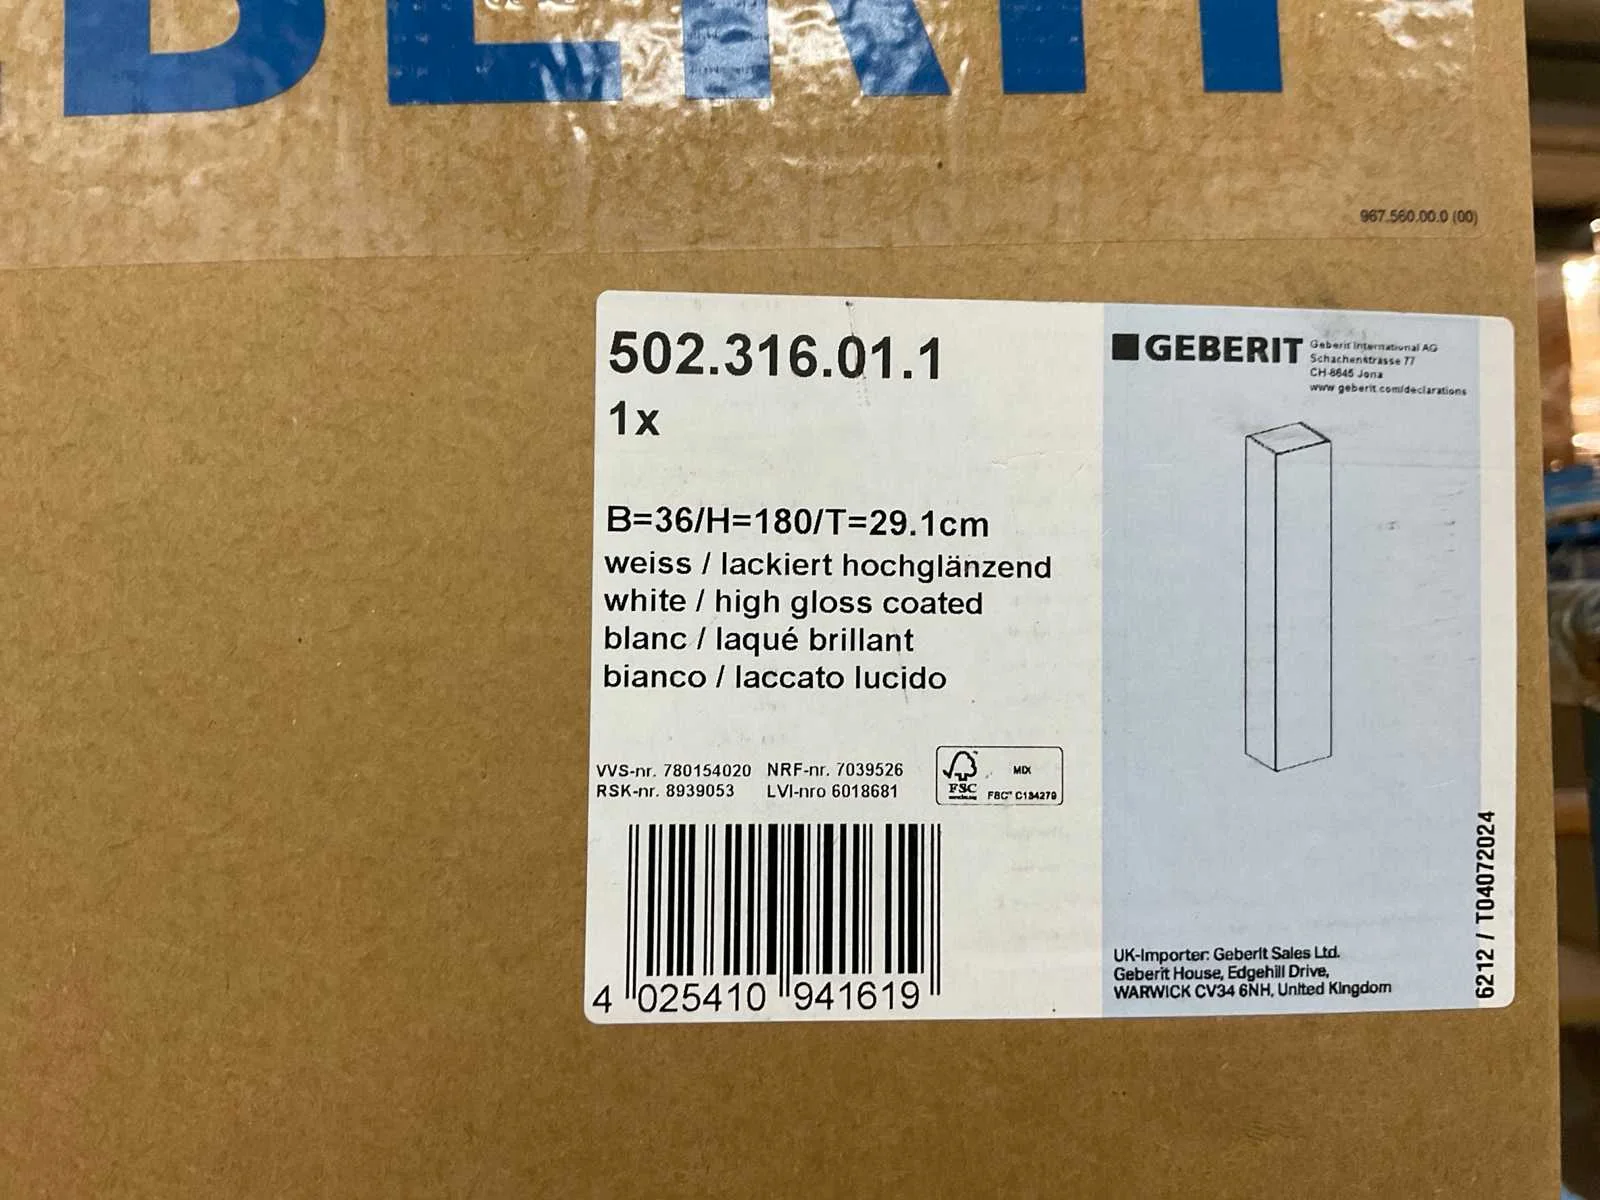 BERIT
967.560.00.0 (00)
502.316.01.1
1x
B=36/H=180/T=29.1cm
weiss / lackiert hochglänzend
white / high gloss coated
blanc / laqué brillant
bianco / laccato lucido
VVS-nr. 780154020 NRF-nr. 7039526
RSK-nr. 8939053 LVI-nro 6018681
FSC
MIX
FSC™ C134279
4 025410 941619
GEBERIT
Geberit International AG
Schachenstrasse 77
CH-8645 Jona
www.geberit.com/declarations
UK-Importer: Geberit Sales Ltd.
Geberit House, Edgehill Drive,
WARWICK CV34 6NH, United Kingdom
6212 / T04072024